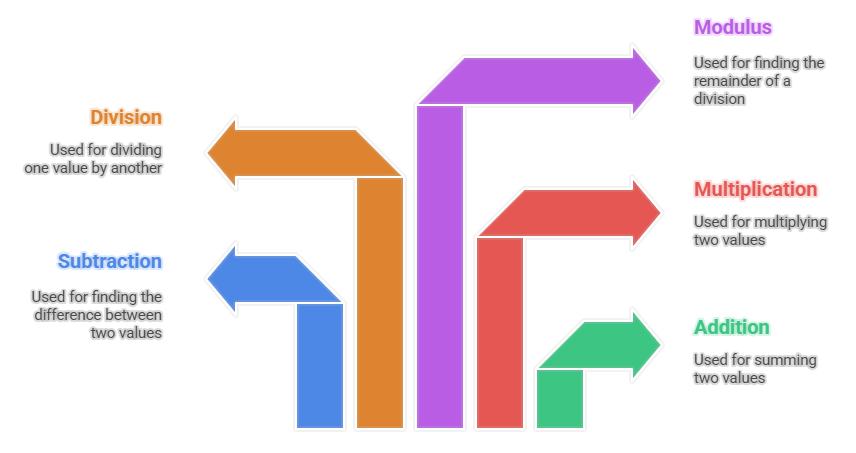 Modulus
Used for finding the
remainder of a
division
Division
Used for dividing
one value by another
Multiplication
Used for multiplying
two values
Subtraction
Used for finding the
difference between
two values
Addition
Used for summing
two values